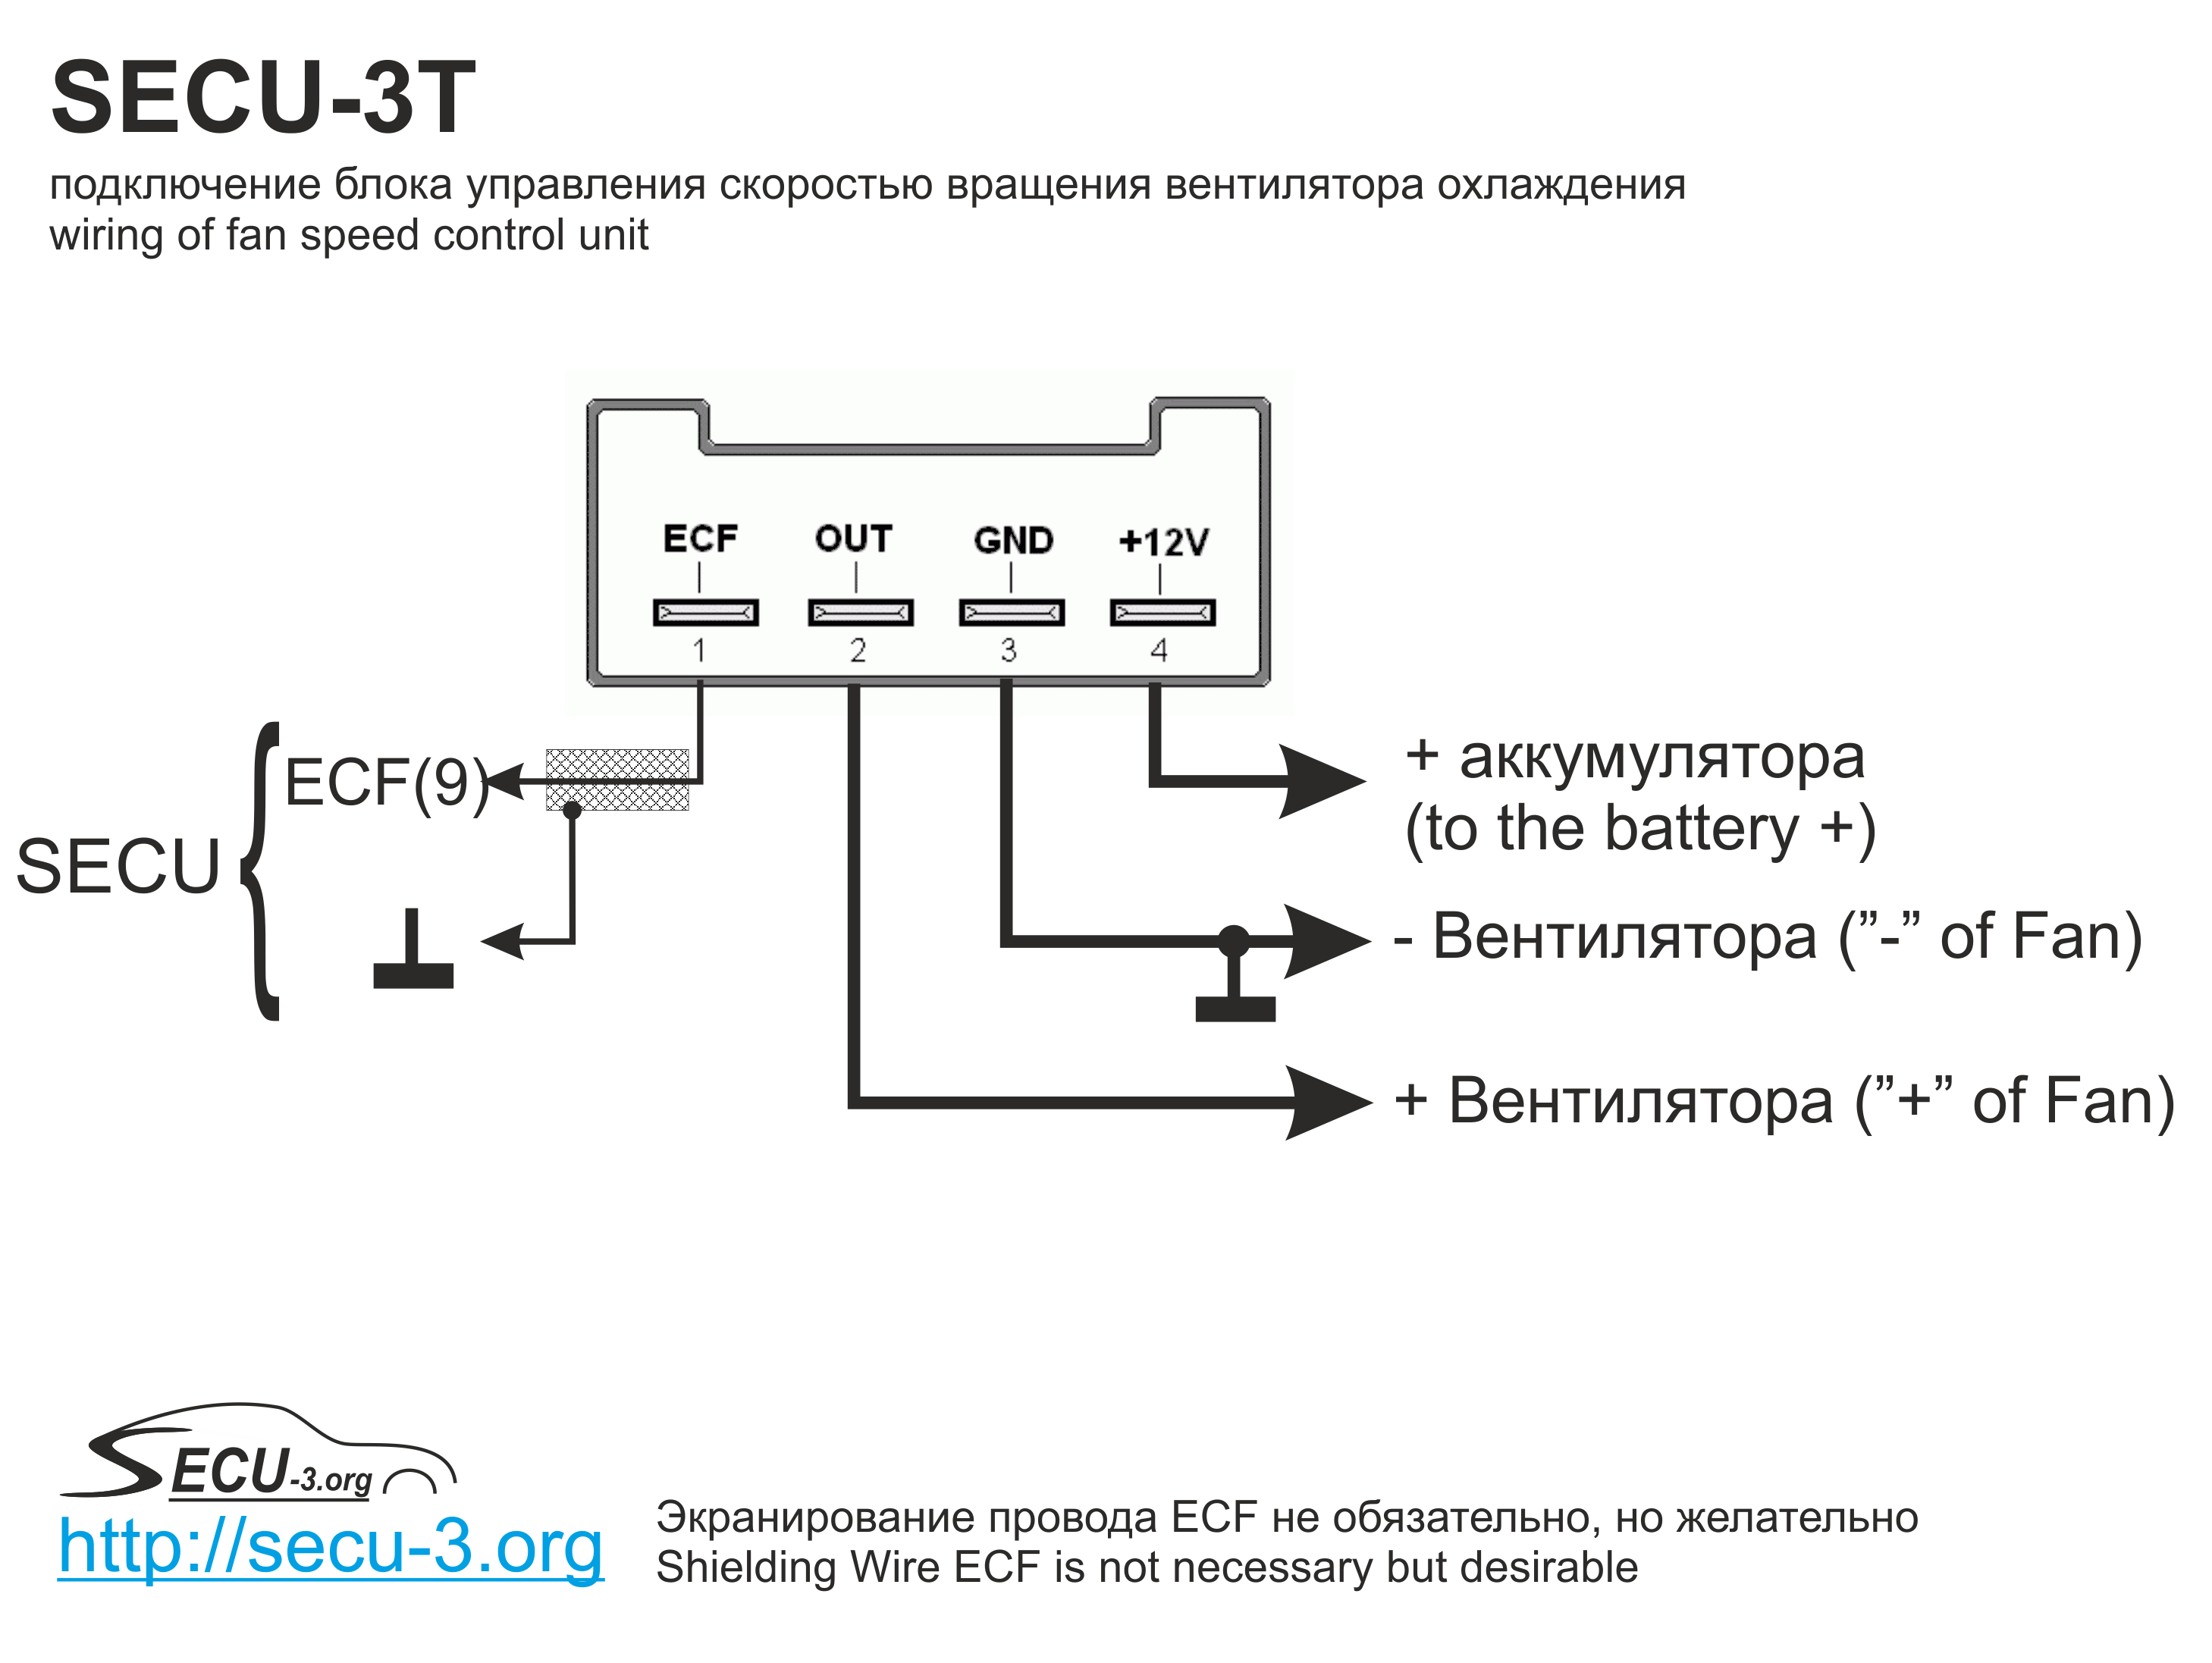 SECU-3T
подключение блока управления скоростью вращения вентилятора охлаждения
wiring of fan speed control unit
ECF OUT GND +12V
1 2 3 4
SECU
ECF(9)
+ аккумулятора
(to the battery +)
- Вентилятора (”-” of Fan)
+ Вентилятора (”+” of Fan)
SECU-3.org
http://secu-3.org
Экранирование провода ECF не обязательно, но желательно
Shielding Wire ECF is not necessary but desirable